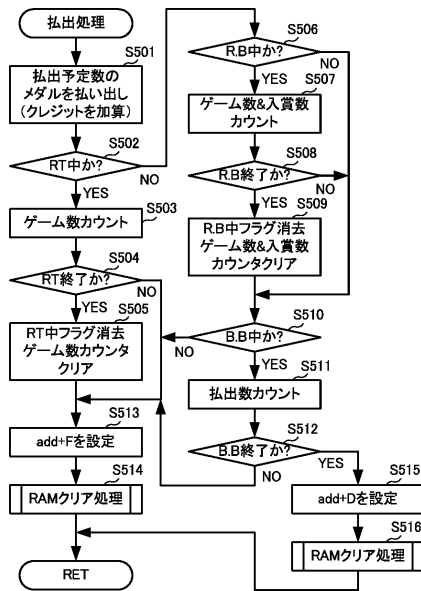 払出処理
S501
払出予定数の
メダルを払い出し
(クレジットを加算)
S502
RT中か?
NO
YES
S503
ゲーム数カウント
S504
RT終了か?
NO
YES
S505
RT中フラグ消去
ゲーム数カウンタ
クリア
S513
add+Fを設定
S514
RAMクリア処理
RET
S506
R.B中か?
NO
YES
S507
ゲーム数&入賞数
カウント
S508
R.B終了か?
NO
YES
S509
R.B中フラグ消去
ゲーム数&入賞数
カウンタクリア
S510
B.B中か?
NO
YES
S511
払出数カウント
S512
B.B終了か?
YES
NO
S515
add+Dを設定
S516
RAMクリア処理